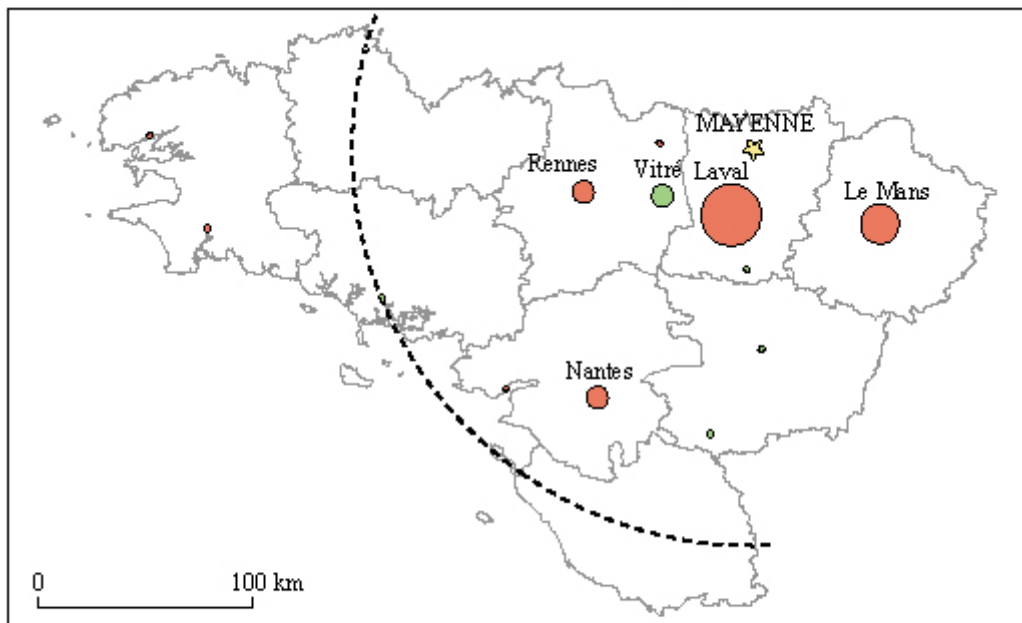 MAYENNE
Rennes
Vitré
Laval
Le Mans
Nantes
0
100 km